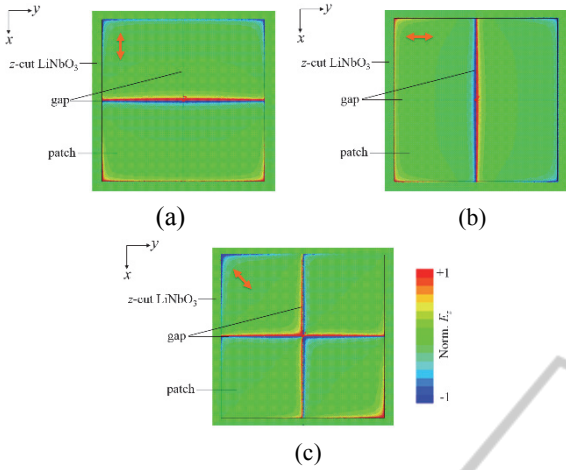 y
x
z-cut LiNbO3
gap
patch
(a)
y
x
z-cut LiNbO3
gap
patch
(b)
y
x
z-cut LiNbO3
gap
patch
+1
Norm. Ez
-1
(c)